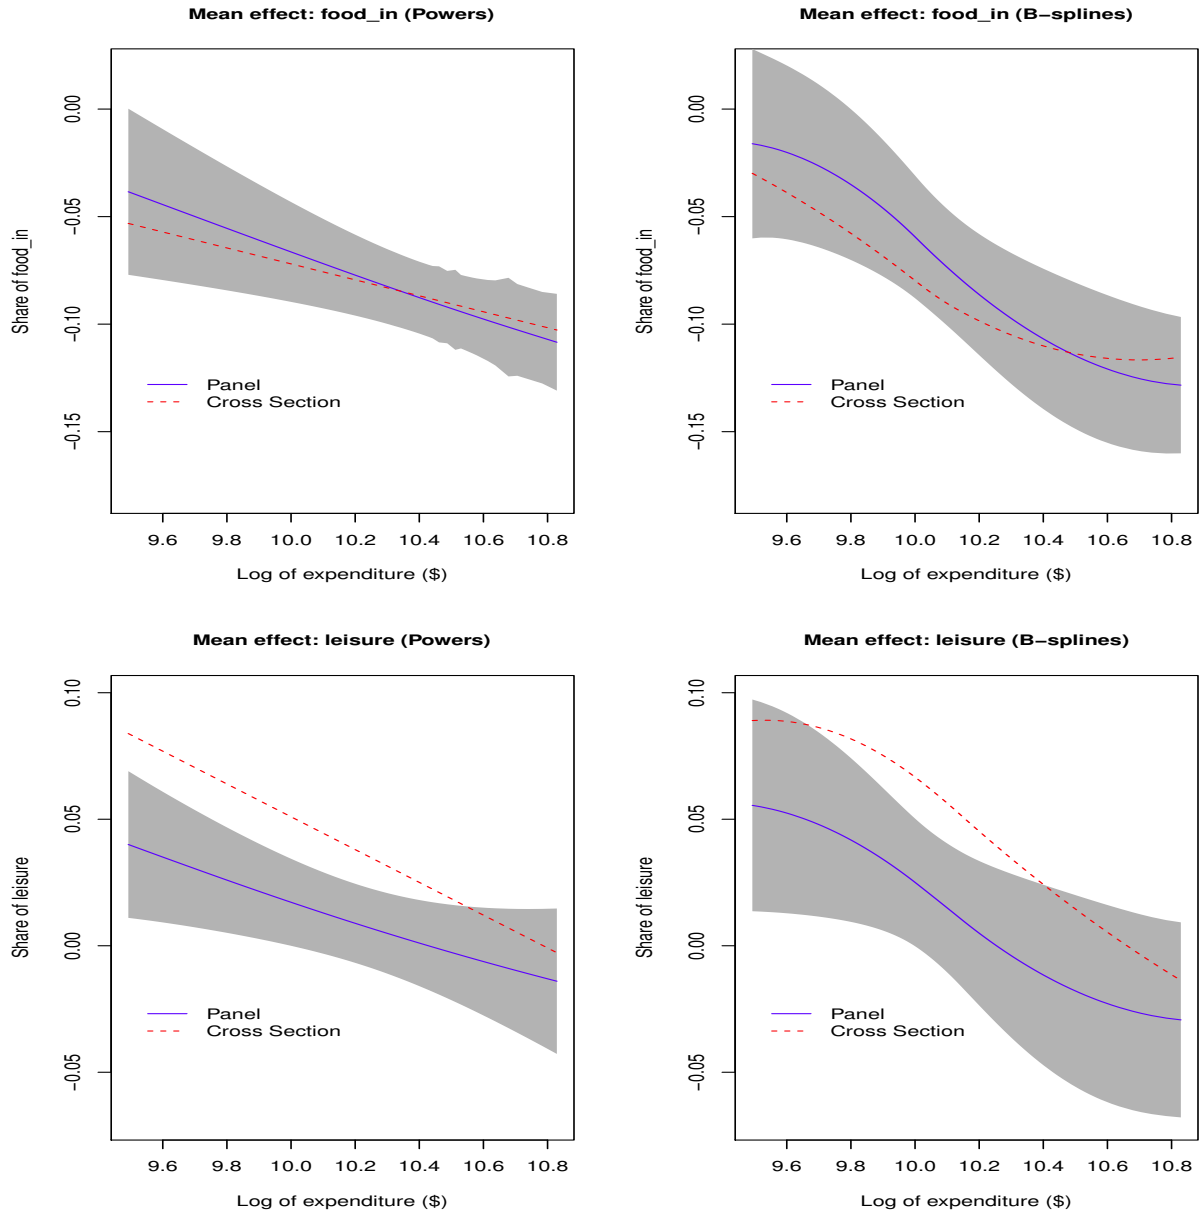 Mean effect: food_in (Powers)
Share of food_in
0.00
−0.05
−0.10
−0.15
Panel
Cross Section
9.6 9.8 10.0 10.2 10.4 10.6 10.8
Log of expenditure ($)
Mean effect: food_in (B−splines)
Share of food_in
0.00
−0.05
−0.10
−0.15
Panel
Cross Section
9.6 9.8 10.0 10.2 10.4 10.6 10.8
Log of expenditure ($)
Mean effect: leisure (Powers)
Share of leisure
0.10
0.05
0.00
−0.05
Panel
Cross Section
9.6 9.8 10.0 10.2 10.4 10.6 10.8
Log of expenditure ($)
Mean effect: leisure (B−splines)
Share of leisure
0.10
0.05
0.00
−0.05
Panel
Cross Section
9.6 9.8 10.0 10.2 10.4 10.6 10.8
Log of expenditure ($)